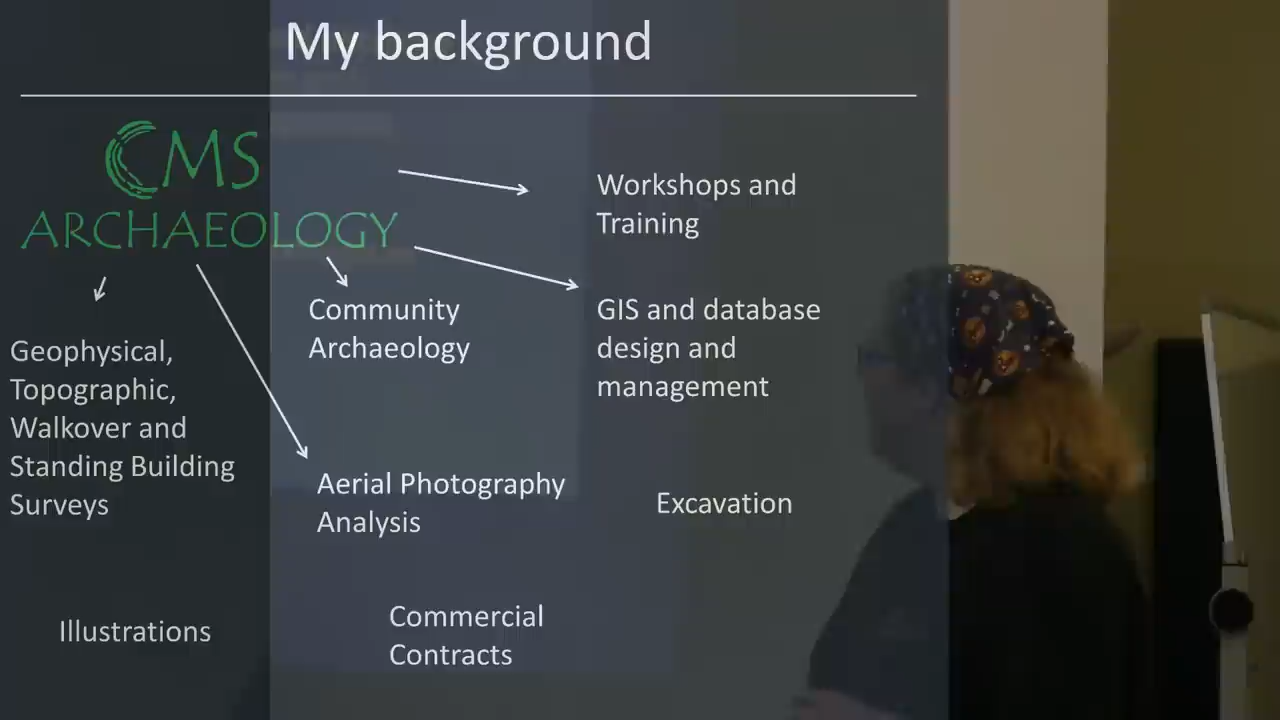 My background
CMS
ARCHAEOLOGY
Workshops and
Training
Community
Archaeology
GIS and database
design and
management
Geophysical,
Topographic,
Walkover and
Standing Building
Surveys
Aerial Photography
Analysis
Excavation
Illustrations
Commercial
Contracts